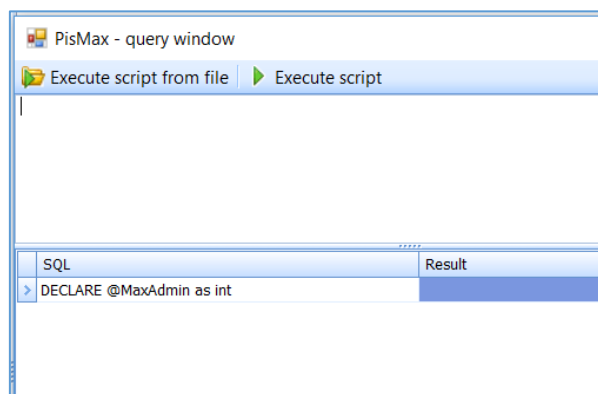 PisMax - query window
Execute script from file Execute script
SQL Result
DECLARE @MaxAdmin as int